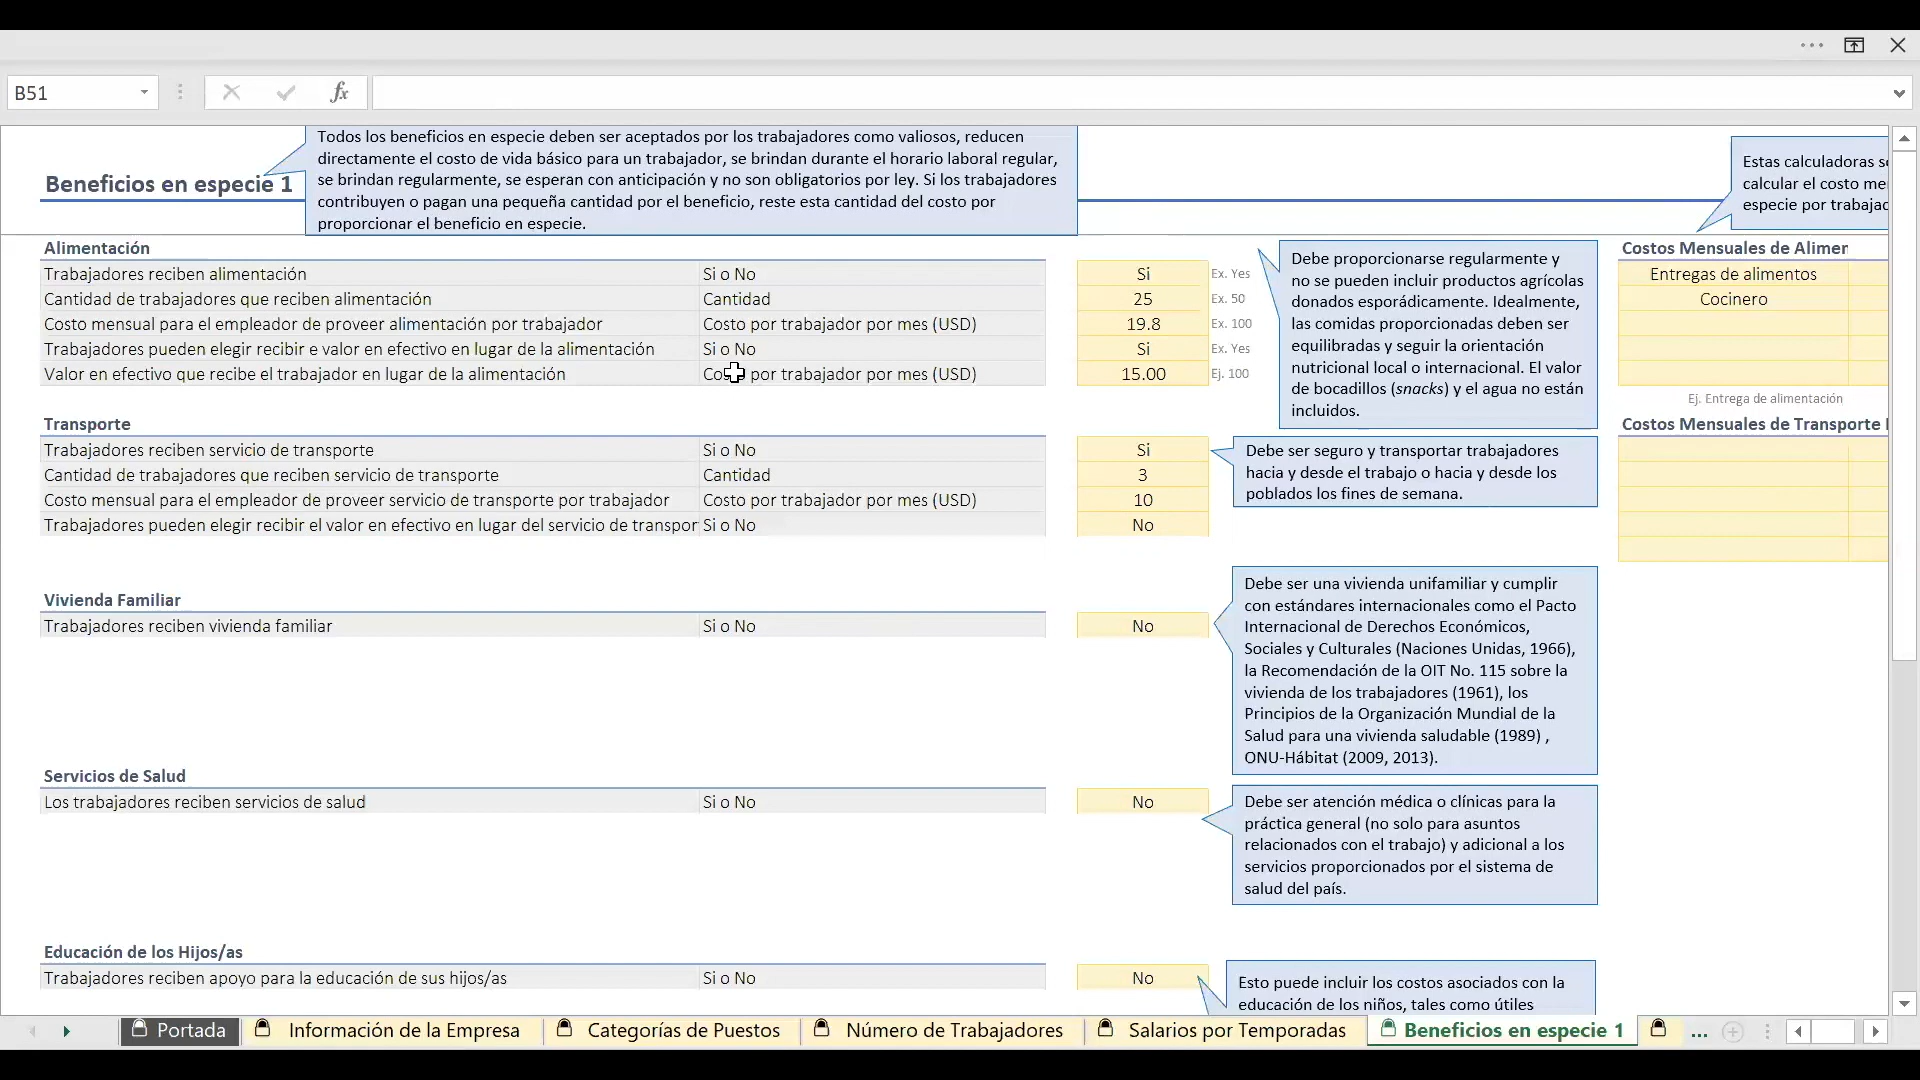 B51
fx
Todos los beneficios en especie deben ser aceptados por los trabajadores como valiosos, reducen
directamente el costo de vida básico para un trabajador, se brindan durante el horario laboral regular,
se brindan regularmente, se esperan con anticipación y no son obligatorios por ley. Si los trabajadores
contribuyen o pagan una pequeña cantidad por el beneficio, reste esta cantidad del costo por
proporcionar el beneficio en especie.
Beneficios en especie 1
Estas calculadoras
calcular el costo
especie por
Alimentación
Trabajadores reciben alimentación Si o No Si Ex. Yes
Cantidad de trabajadores que reciben alimentación Cantidad 25 Ex. 50
Costo mensual para el empleador de proveer alimentación por trabajador Costo por trabajador por mes (USD) 19.8 Ex. 100
Trabajadores pueden elegir recibir e valor en efectivo en lugar de la alimentación Si o No Si Ex. Yes
Valor en efectivo que recibe el trabajador en lugar de la alimentación por trabajador por mes (USD) 15.00 Ej. 100
Debe proporcionarse regularmente y
no se pueden incluir productos agrícolas
donados esporádicamente. Idealmente,
las comidas proporcionadas deben ser
equilibradas y seguir la orientación
nutricional local o internacional. El valor
de bocadillos (snacks) y el agua no están
incluidos.
Costos Mensuales de Alimer
Entregas de alimentos
Cocinero
Ej. Entrega de alimentación
Costos Mensuales de Transporte
Transporte
Trabajadores reciben servicio de transporte Si o No Si
Cantidad de trabajadores que reciben servicio de transporte Cantidad 3
Costo mensual para el empleador de proveer servicio de transporte por trabajador Costo por trabajador por mes (USD) 10
Trabajadores pueden elegir recibir el valor en efectivo en lugar del servicio de transpor Si o No No
Debe ser seguro y transportar trabajadores
hacia y desde el trabajo o hacia y desde los
poblados los fines de semana.
Vivienda Familiar
Trabajadores reciben vivienda familiar Si o No No
Debe ser una vivienda unifamiliar y cumplir
con estándares internacionales como el Pacto
Internacional de Derechos Económicos,
Sociales y Culturales (Naciones Unidas, 1966),
la Recomendación de la OIT No. 115 sobre la
vivienda de los trabajadores (1961), los
Principios de la Organización Mundial de la
Salud para una vivienda saludable (1989) ,
ONU-Hábitat (2009, 2013).
Servicios de Salud
Los trabajadores reciben servicios de salud Si o No No
Debe ser atención médica o clínicas para la
práctica general (no solo para asuntos
relacionados con el trabajo) y adicional a los
servicios proporcionados por el sistema de
salud del país.
Educación de los Hijos/as
Trabajadores reciben apoyo para la educación de sus hijos/as Si o No No
Esto puede incluir los costos asociados con la
educación de los niños, tales como útiles
Portada Información de la Empresa Categorías de Puestos Número de Trabajadores Salarios por Temporadas Beneficios en especie 1 ...